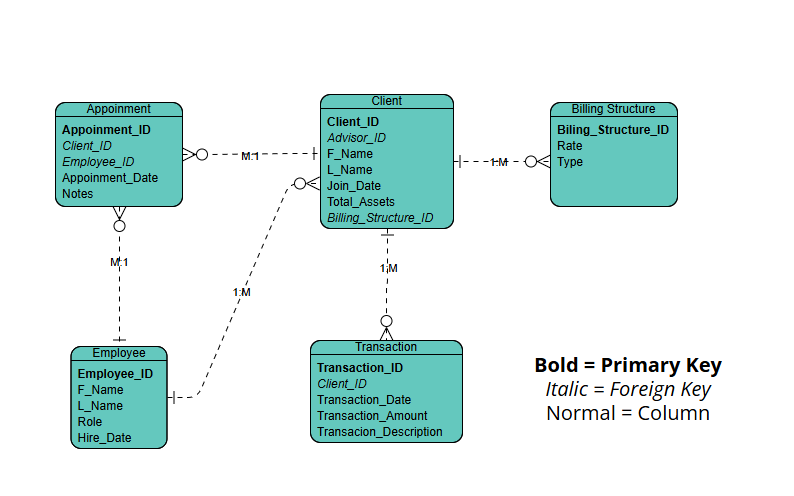 Appoinment
Appoinment_ID
Client_ID
Employee_ID
Appoinment_Date
Notes
M:1
Client
Client_ID
Advisor_ID
F_Name
L_Name
Join_Date
Total_Assets
Billing_Structure_ID
1:M
Billing Structure
Biling_Structure_ID
Rate
Type
M:1
1:M
1:M
Employee
Employee_ID
F_Name
L_Name
Role
Hire_Date
Transaction
Transaction_ID
Client_ID
Transaction_Date
Transaction_Amount
Transacion_Description
Bold = Primary Key
Italic = Foreign Key
Normal = Column